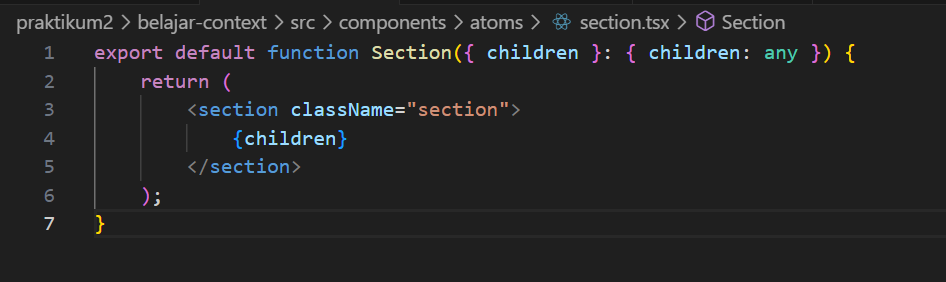 praktikum2 > belajar-context > src > components > atoms > section.tsx > Section
1 export default function Section({ children }: { children: any }) {
2     return (
3         <section className="section">
4             {children}
5         </section>
6     );
7 }